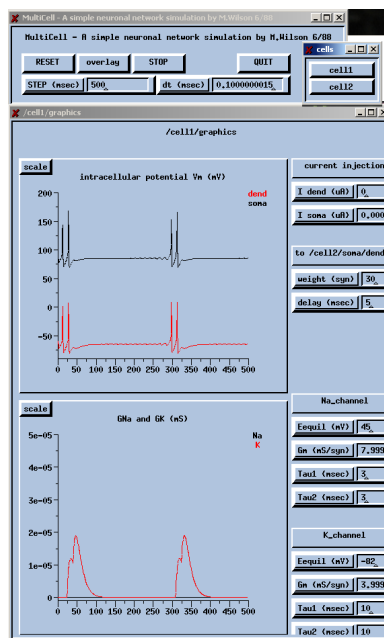 MultiCell - A simple neuronal network simulation by M.Wilson 6/88
MultiCell - A simple neuronal network simulation by M.Wilson 6/88
RESET overlay STOP QUIT
STEP (msec) 500 dt (msec) 0.1000000015
cells
cell1
cell2
/cell1/graphics
/cell1/graphics
scale
intracellular potential Vm (mV)
dend
soma
200
150
100
50
0
-50
0 50 100 150 200 250 300 350 400 450 500
scale
GNa and GK (mS)
Na
K
5e-05
4e-05
3e-05
2e-05
1e-05
0
0 50 100 150 200 250 300 350 400 450 500
current injection
I dend (uA) 0
I soma (uA) 0.000
to /cell2/soma/dend
weight (syn) 30
delay (msec) 5
Na_channel
Eequil (mV) 45
Gm (mS/syn) 7.999
Tau1 (msec) 3
Tau2 (msec) 3
K_channel
Eequil (mV) -82
Gm (mS/syn) 3.999
Tau1 (msec) 10
Tau2 (msec) 10